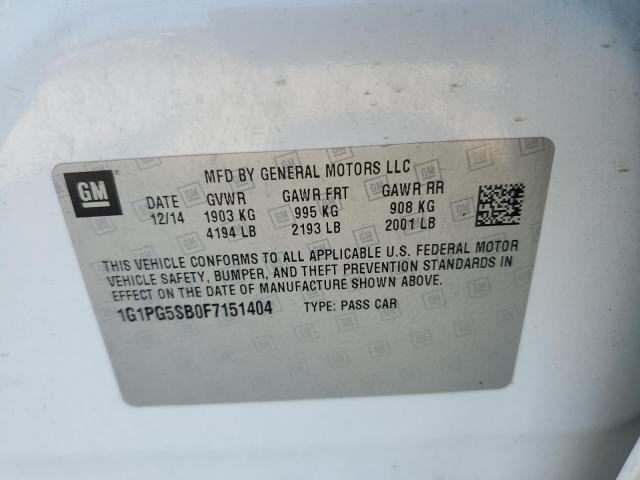 MFD BY GENERAL MOTORS LLC
GM
DATE GVWR GAWR FRT GAWR RR
12/14 1903 KG 995 KG 908 KG
4194 LB 2193 LB 2001 LB
THIS VEHICLE CONFORMS TO ALL APPLICABLE U.S. FEDERAL MOTOR
VEHICLE SAFETY, BUMPER, AND THEFT PREVENTION STANDARDS IN
EFFECT ON THE DATE OF MANUFACTURE SHOWN ABOVE.
1G1PG5SB0F7151404 TYPE: PASS CAR